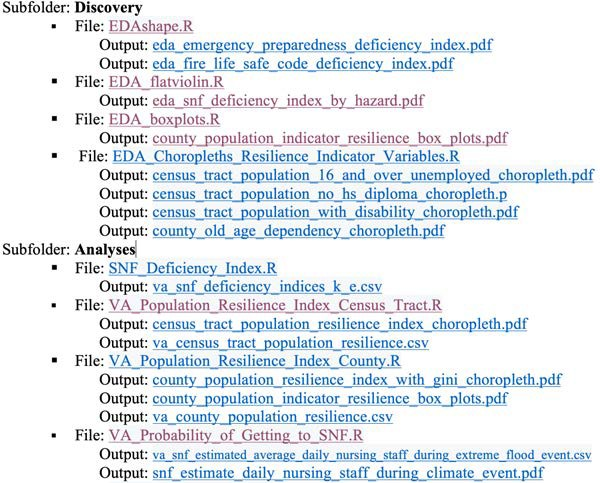 Subfolder: Discovery
▪ File: EDAshape.R
Output: eda_emergency_preparedness_deficiency_index.pdf
Output: eda_fire_life_safe_code_deficiency_index.pdf
▪ File: EDA_flatviolin.R
Output: eda_snf_deficiency_index_by_hazard.pdf
▪ File: EDA_boxplots.R
Output: county_population_indicator_resilience_box_plots.pdf
▪ File: EDA_Choropleths_Resilience_Indicator_Variables.R
Output: census_tract_population_16_and_over_unemployed_choropleth.pdf
Output: census_tract_population_no_hs_diploma_choropleth.p
Output: census_tract_population_with_disability_choropleth.pdf
Output: county_old_age_dependency_choropleth.pdf
Subfolder: Analyses
▪ File: SNF_Deficiency_Index.R
Output: va_snf_deficiency_indices_k_e.csv
▪ File: VA_Population_Resilience_Index_Census_Tract.R
Output: census_tract_population_resilience_index_choropleth.pdf
Output: va_census_tract_population_resilience.csv
▪ File: VA_Population_Resilience_Index_County.R
Output: county_population_resilience_index_with_gini_choropleth.pdf
Output: county_population_indicator_resilience_box_plots.pdf
Output: va_county_population_resilience.csv
▪ File: VA_Probability_of_Getting_to_SNF.R
Output: va_snf_estimated_average_daily_nursing_staff_during_extreme_flood_event.csv
Output: snf_estimate_daily_nursing_staff_during_climate_event.pdf